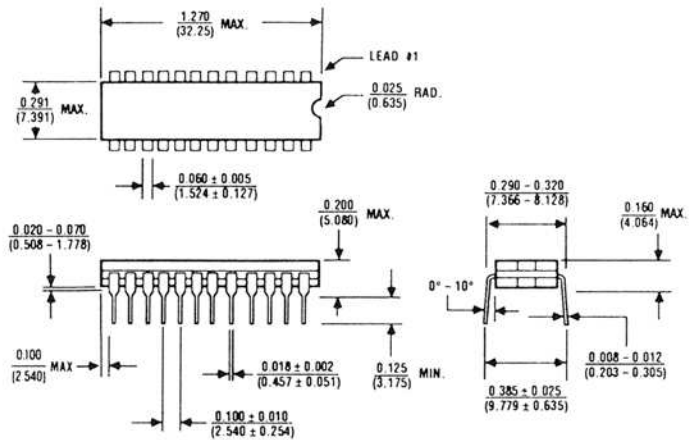 1.270
(32.25) MAX.
LEAD #1
0.291
(7.391) MAX.
0.025
(0.635) RAD.
0.060 ± 0.005
(1.524 ± 0.127)
0.290 – 0.320
(7.366 – 8.128)
0.200
(5.080) MAX.
0.160
(4.064) MAX.
0.020 – 0.070
(0.508 – 1.778)
0° – 10°
0.100
(2.540) MAX
0.018 ± 0.002
(0.457 ± 0.051)
0.125
(3.175) MIN.
0.008 – 0.012
(0.203 – 0.305)
0.385 ± 0.025
(9.779 ± 0.635)
0.100 ± 0.010
(2.540 ± 0.254)